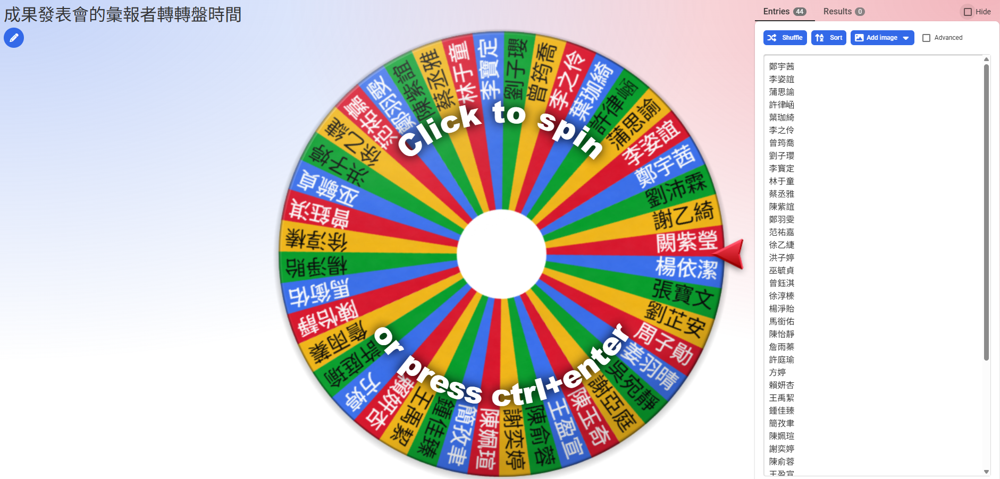 成果發表會的彙報者轉轉盤時間
Entries 44
Results 0
Hide
Shuffle
Sort
Add image
Advanced
鄭宇茜
李姿誼
蒲思諭
許律崡
葉珈綺
李之伶
曾筠喬
劉子瓔
李寶定
林于童
蔡丞雅
陳紫誼
鄭羽雯
范祐嘉
徐乙緁
洪子婷
巫毓貞
曾鈺淇
徐淳榛
楊淨貽
馬衙佑
陳怡靜
詹雨蓁
許庭瑜
方婷
賴妍杏
王禹絜
鍾佳臻
簡孜聿
陳姵瑄
謝奕婷
陳俞蓉
王盈宣
Click to spin
or press ctrl+enter
李寶定
劉子瓔
曾筠喬
李之伶
葉珈綺
許律崡
蒲思諭
李姿誼
鄭宇茜
劉沛霖
謝乙綺
闕紫瑩
楊依潔
張寶文
劉芷安
周子勛
姜羽晴
吳宛靜
謝亞庭
陳玉奇
王盈宣
陳俞蓉
謝奕婷
陳姵瑄
簡孜聿
鍾佳臻
王禹絜
賴妍杏
方婷
許庭瑜
詹雨蓁
陳怡靜
馬衙佑
楊淨貽
徐淳榛
曾鈺淇
巫毓貞
洪子婷
徐乙緁
范祐嘉
鄭羽雯
陳紫誼
蔡丞雅
林于童